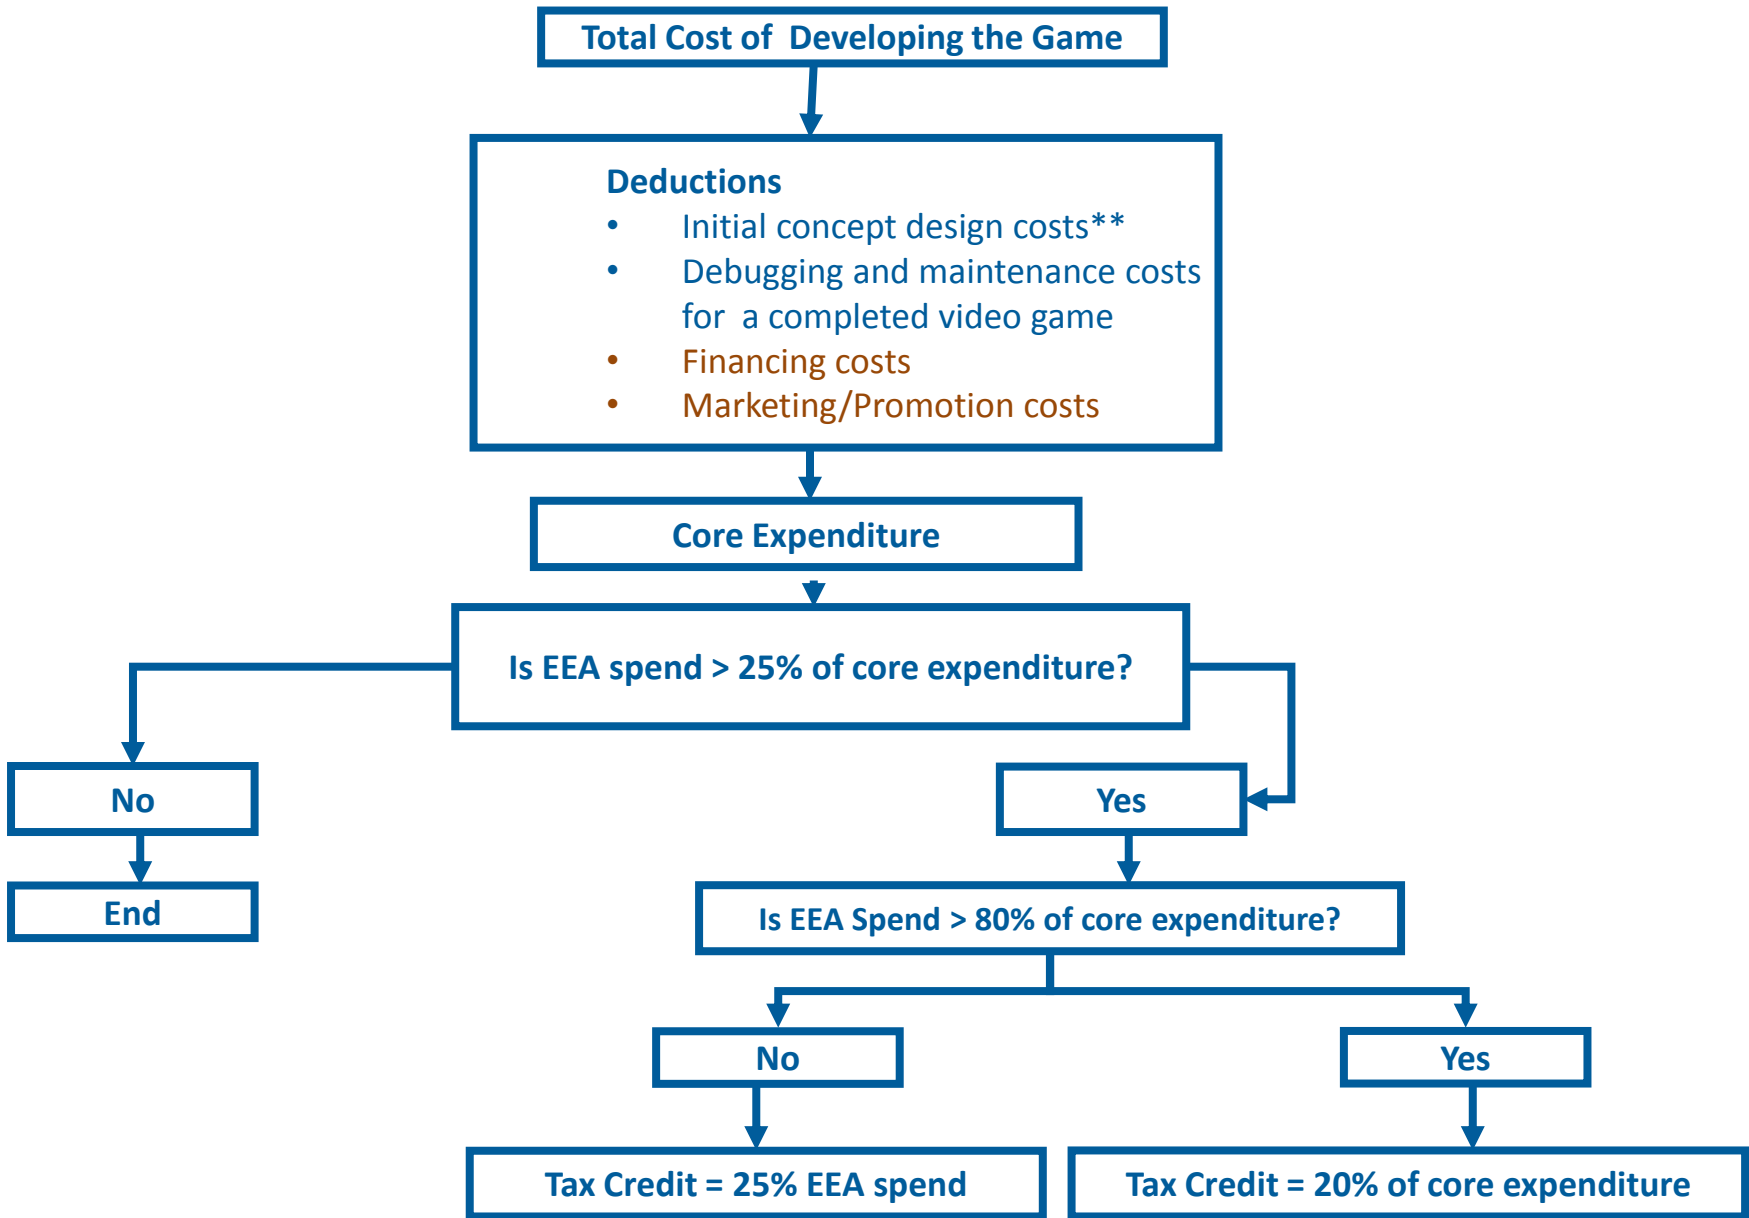 Total Cost of  Developing the Game
Deductions
• Initial concept design costs**
• Debugging and maintenance costs
for  a completed video game
• Financing costs
• Marketing/Promotion costs
Core Expenditure
Is EEA spend > 25% of core expenditure?
No
Yes
End
Is EEA Spend > 80% of core expenditure?
No
Yes
Tax Credit = 25% EEA spend
Tax Credit = 20% of core expenditure